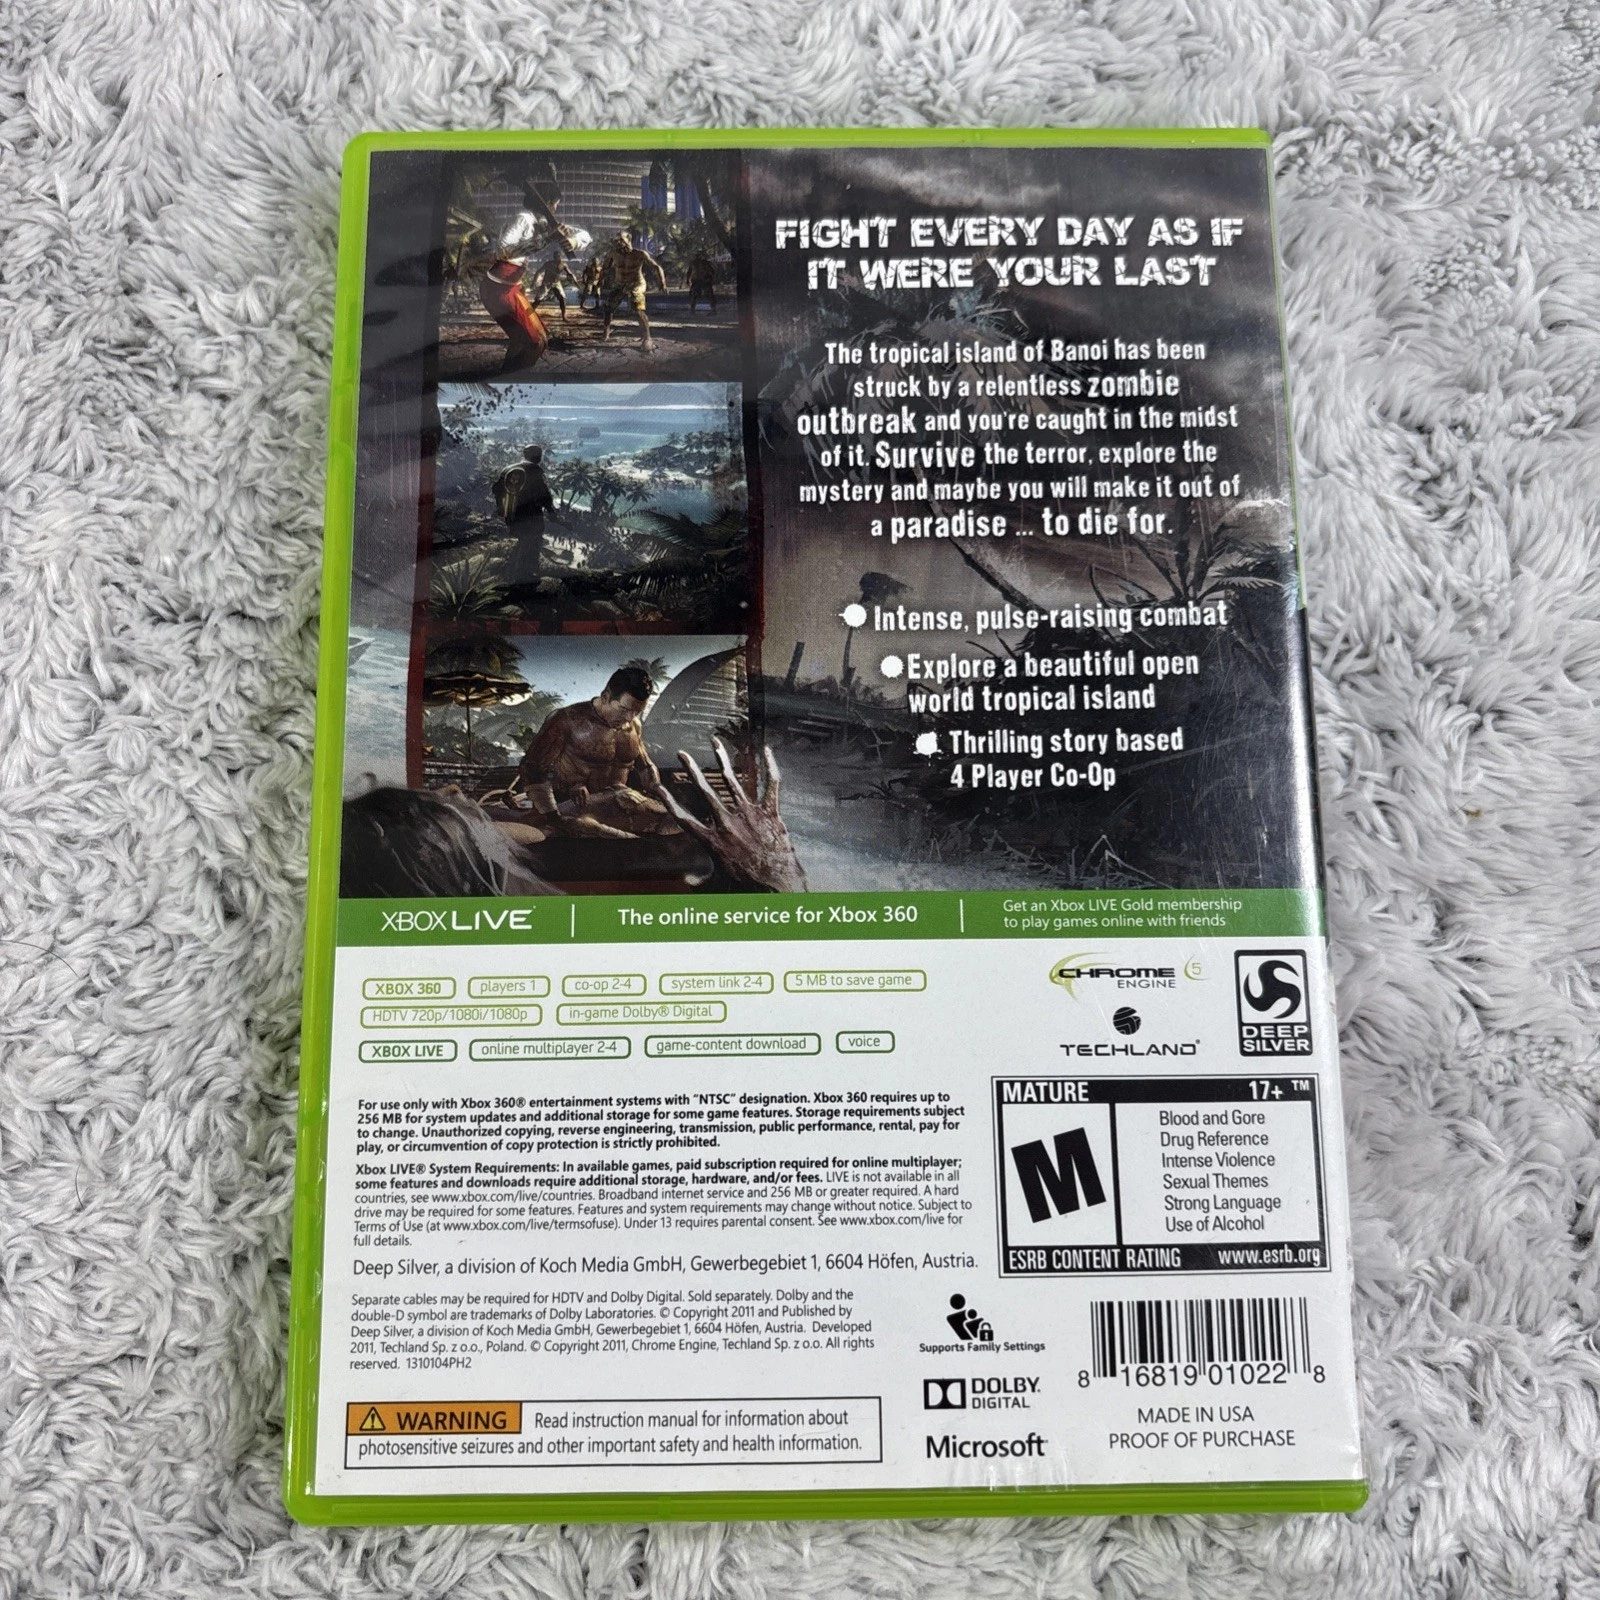 FIGHT EVERY DAY AS IF
IT WERE YOUR LAST
The tropical island of Banoi has been
struck by a relentless zombie
outbreak and you're caught in the midst
of it. Survive the terror, explore the
mystery and maybe you will make it out of
a paradise ... to die for.
Intense, pulse-raising combat
Explore a beautiful open
world tropical island
Thrilling story based
4 Player Co-Op
XBOX LIVE
The online service for Xbox 360
Get an Xbox LIVE Gold membership
to play games online with friends
XBOX 360 players 1 co-op 2-4 system link 2-4 5 MB to save game
HDTV 720p/1080i/1080p in-game Dolby® Digital
XBOX LIVE online multiplayer 2-4 game-content download voice
CHROME 5
ENGINE
TECHLAND®
DEEP
SILVER
For use only with Xbox 360® entertainment systems with "NTSC" designation. Xbox 360 requires up to
256 MB for system updates and additional storage for some game features. Storage requirements subject
to change. Unauthorized copying, reverse engineering, transmission, public performance, rental, pay for
play, or circumvention of copy protection is strictly prohibited.
Xbox LIVE® System Requirements: In available games, paid subscription required for online multiplayer;
some features and downloads require additional storage, hardware, and/or fees. LIVE is not available in all
countries, see www.xbox.com/live/countries. Broadband internet service and 256 MB or greater required. A hard
drive may be required for some features. Features and system requirements may change without notice. Subject to
Terms of Use (at www.xbox.com/live/termsofuse). Under 13 requires parental consent. See www.xbox.com/live for
full details.
Deep Silver, a division of Koch Media GmbH, Gewerbegebiet 1, 6604 Höfen, Austria.
Separate cables may be required for HDTV and Dolby Digital. Sold separately. Dolby and the
double-D symbol are trademarks of Dolby Laboratories. © Copyright 2011 and Published by
Deep Silver, a division of Koch Media GmbH, Gewerbegebiet 1, 6604 Höfen, Austria. Developed
2011, Techland Sp. z o.o., Poland. © Copyright 2011, Chrome Engine, Techland Sp. z o.o. All rights
reserved. 1310104PH2
WARNING Read instruction manual for information about
photosensitive seizures and other important safety and health information.
MATURE 17+ ™
M
Blood and Gore
Drug Reference
Intense Violence
Sexual Themes
Strong Language
Use of Alcohol
ESRB CONTENT RATING www.esrb.org
Supports Family Settings
DOLBY
DIGITAL
Microsoft
8 16819 01022 8
MADE IN USA
PROOF OF PURCHASE